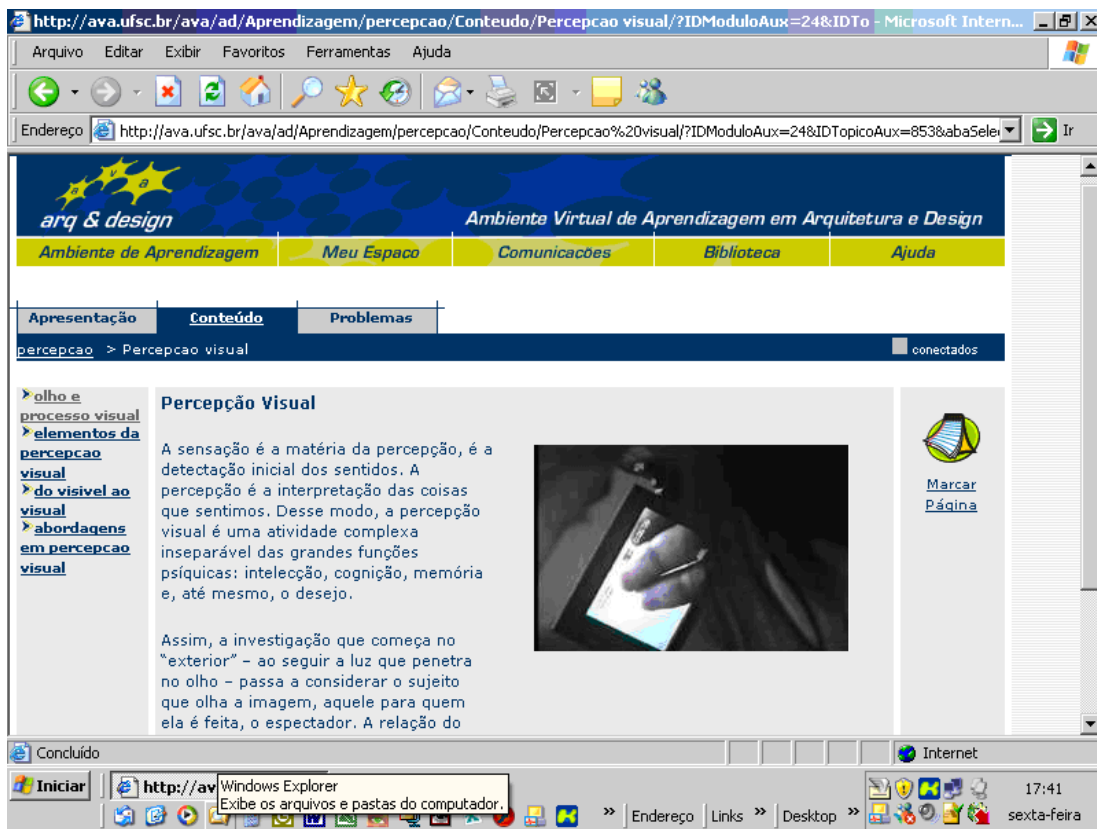 http://ava.ufsc.br/ava/ad/Aprendizagem/percepcao/Conteudo/Percepcao visual/?IDModuloAux=24&IDTo - Microsoft Intern...
Arquivo Editar Exibir Favoritos Ferramentas Ajuda
Endereço http://ava.ufsc.br/ava/ad/Aprendizagem/percepcao/Conteudo/Percepcao%20visual/?IDModuloAux=24&IDTopicoAux=853&abaSele Ir
a v a
arq & design
Ambiente Virtual de Aprendizagem em Arquitetura e Design
Ambiente de Aprendizagem Meu Espaco Comunicacões Biblioteca Ajuda
Apresentação Conteúdo Problemas
percepcao > Percepcao visual conectados
olho e
processo visual
elementos da
percepcao
visual
do visivel ao
visual
abordagens
em percepcao
visual
Percepção Visual
A sensação é a matéria da percepção, é a
detectação inicial dos sentidos. A
percepção é a interpretação das coisas
que sentimos. Desse modo, a percepção
visual é uma atividade complexa
inseparável das grandes funções
psíquicas: intelecção, cognição, memória
e, até mesmo, o desejo.
Assim, a investigação que começa no
"exterior" – ao seguir a luz que penetra
no olho – passa a considerar o sujeito
que olha a imagem, aquele para quem
ela é feita, o espectador. A relação do
Marcar
Página
Concluído Internet
Iniciar http://av 17:41
Windows Explorer
Exibe os arquivos e pastas do computador.
» Endereço Links » Desktop » sexta-feira